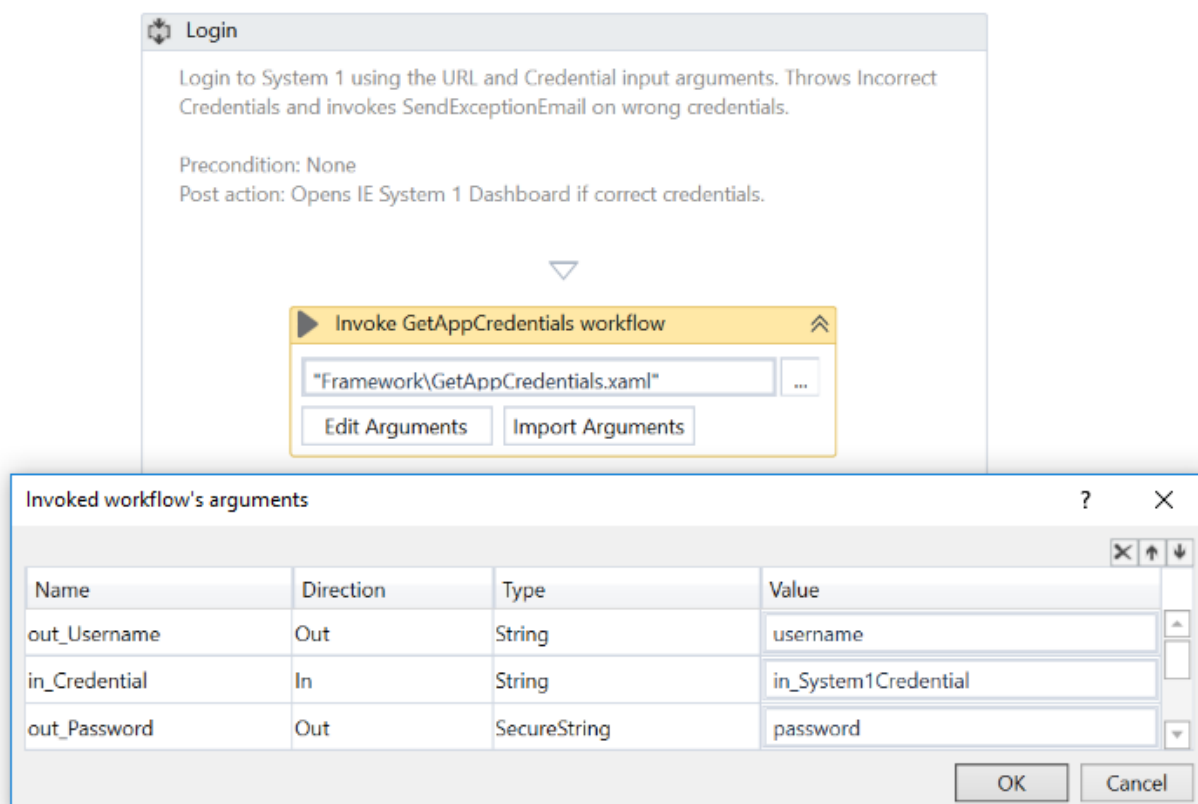 Login
Login to System 1 using the URL and Credential input arguments. Throws Incorrect
Credentials and invokes SendExceptionEmail on wrong credentials.
Precondition: None
Post action: Opens IE System 1 Dashboard if correct credentials.
Invoke GetAppCredentials workflow
"Framework\GetAppCredentials.xaml"
...
Edit Arguments Import Arguments
Invoked workflow's arguments ?
Name Direction Type Value
out_Username Out String username
in_Credential In String in_System1Credential
out_Password Out SecureString password
OK Cancel